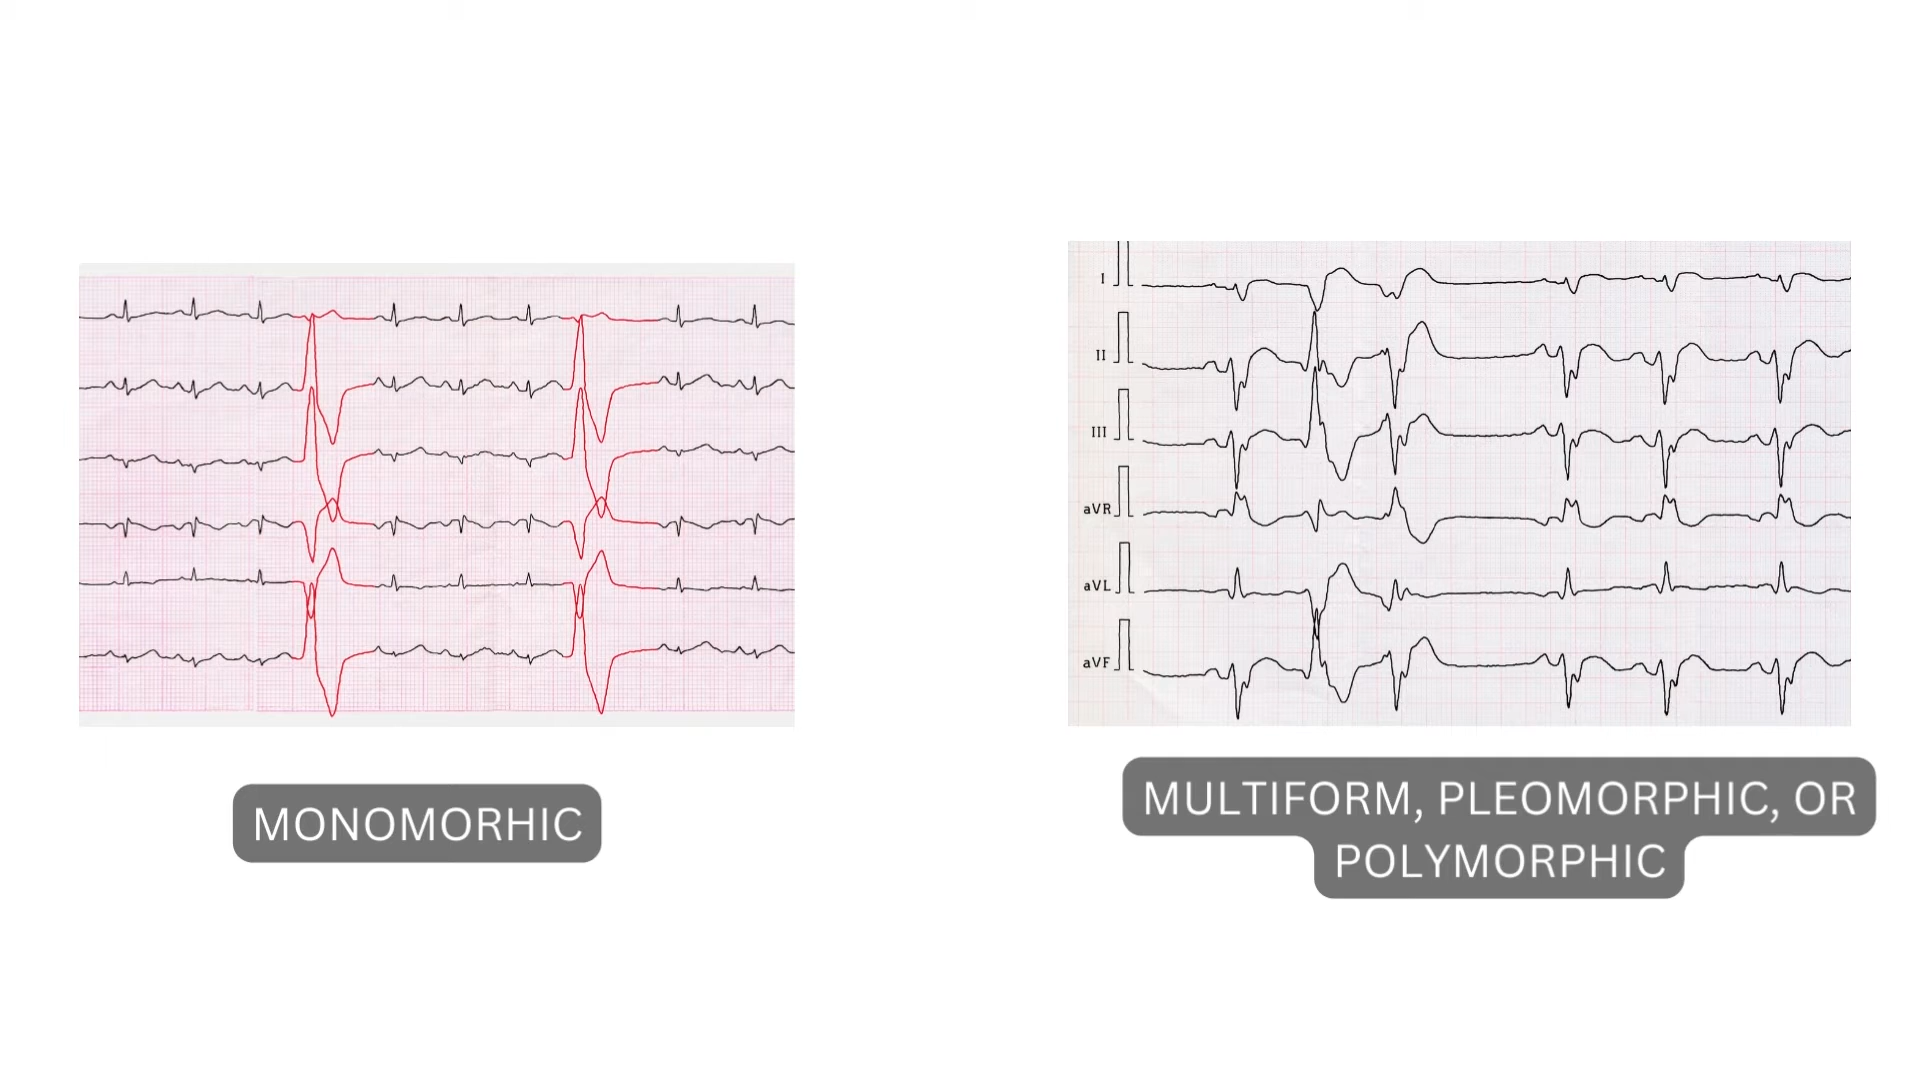 MONOMORHIC
I
II
III
aVR
aVL
aVF
MULTIFORM, PLEOMORPHIC, OR
POLYMORPHIC